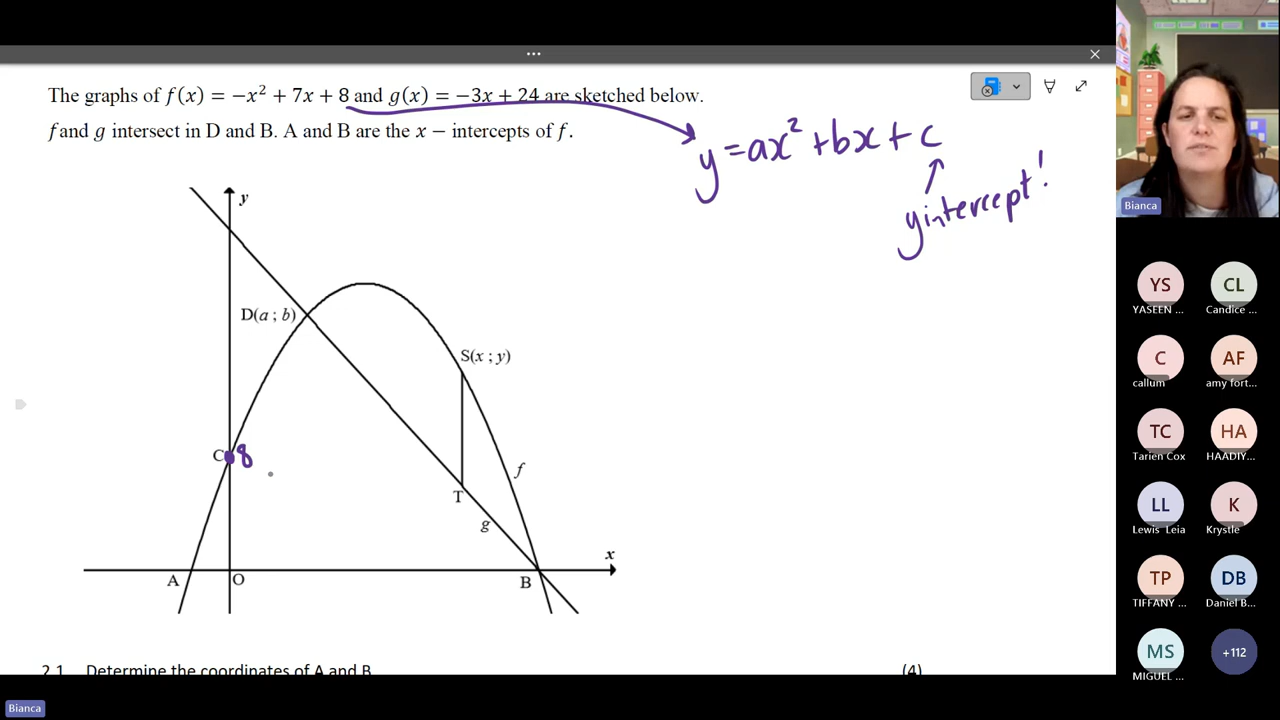 ...
The graphs of f(x) = −x² + 7x + 8 and g(x) = −3x + 24 are sketched below.
f and g intersect in D and B. A and B are the x − intercepts of f.
y = ax² + bx + c
y intercept!
y
D(a ; b)
S(x ; y)
C 8
f
T
g
x
A O B
2.1 Determine the coordinates of A and B (4)
Bianca
YS CL
YASEEN ... Candice ...
C AF
callum amy fort...
TC HA
Tarien Cox HAADIY...
LL K
Lewis Leia Krystle
TP DB
TIFFANY ... Daniel B...
MS +112
MIGUEL ...
Bianca